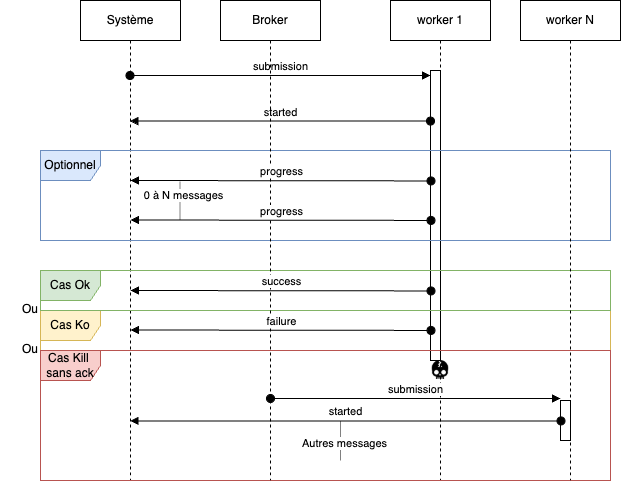 Système
Broker
worker 1
worker N
submission
started
Optionnel
progress
0 à N messages
progress
Cas Ok
success
Ou
Cas Ko
failure
Ou
Cas Kill
sans ack
submission
started
Autres messages